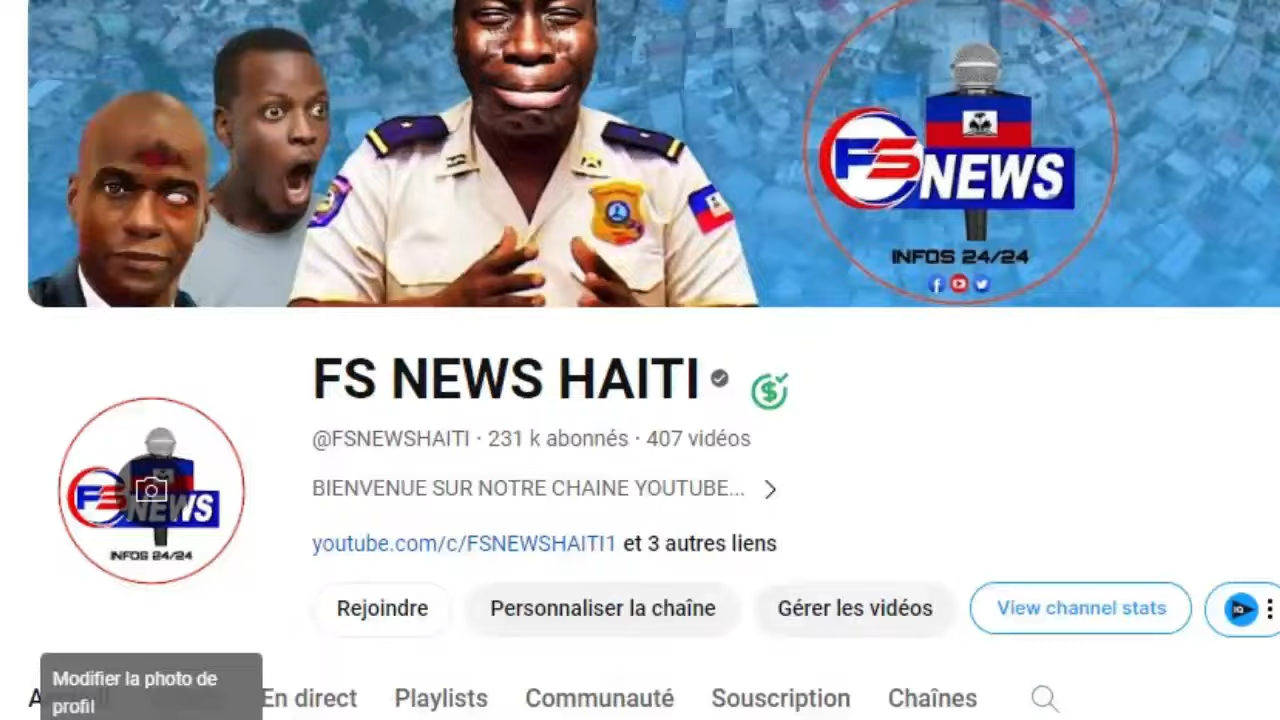 FS NEWS
INFOS 24/24
FS NEWS HAITI
@FSNEWSHAITI · 231 k abonnés · 407 vidéos
BIENVENUE SUR NOTRE CHAINE YOUTUBE...
youtube.com/c/FSNEWSHAITI1 et 3 autres liens
FS NEWS
INFOS 24/24
Rejoindre
Personnaliser la chaîne
Gérer les vidéos
View channel stats
IQ
Modifier la photo de
profil
En direct
Playlists
Communauté
Souscription
Chaînes